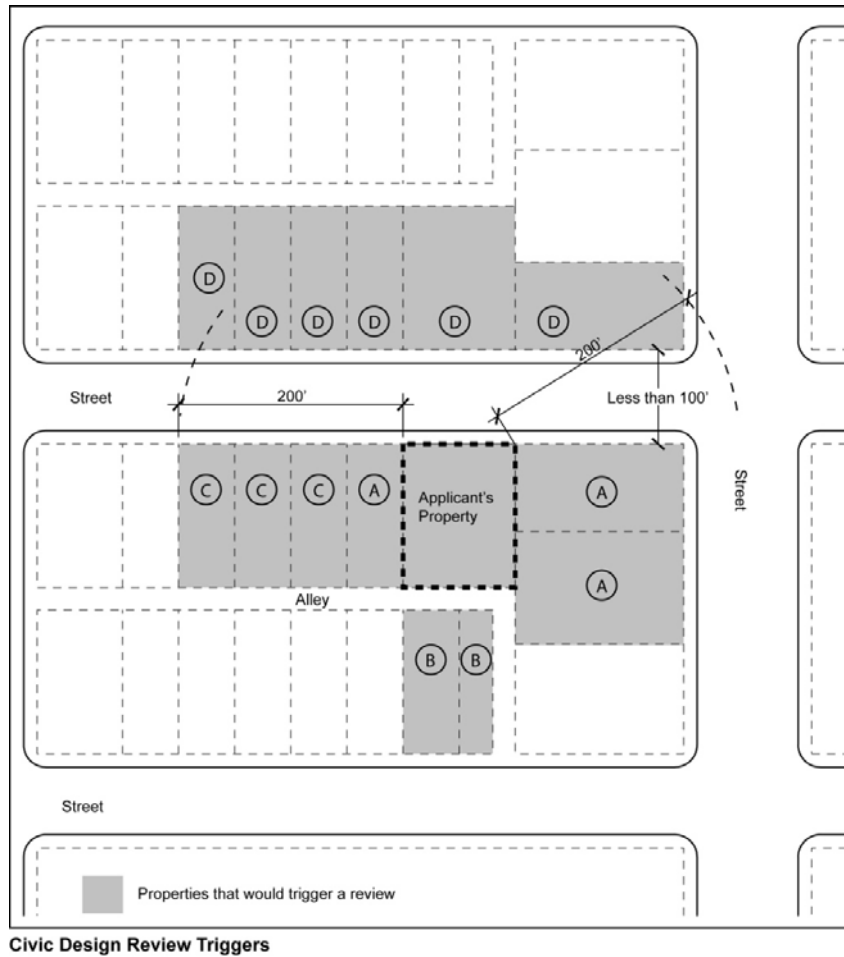 D
D
D
D
D
D
200'
Street
200'
Less than 100'
C
C
C
A
Applicant's
Property
A
Street
A
Alley
B
B
Street
Properties that would trigger a review
Civic Design Review Triggers